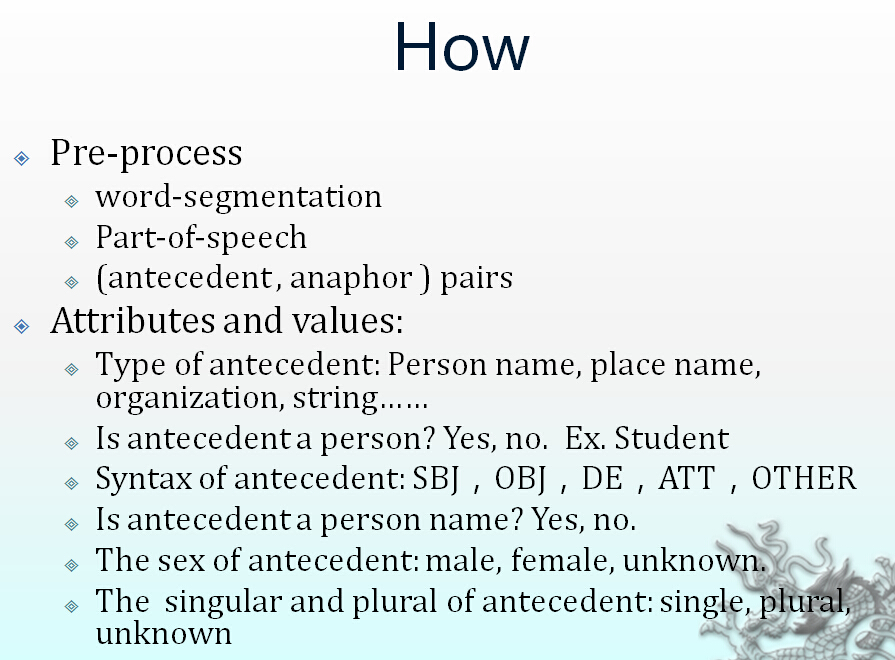 How
Pre-process
word-segmentation
Part-of-speech
(antecedent, anaphor ) pairs
Attributes and values:
Type of antecedent: Person name, place name,
organization, string……
Is antecedent a person? Yes, no.  Ex. Student
Syntax of antecedent: SBJ，OBJ，DE，ATT，OTHER
Is antecedent a person name? Yes, no.
The sex of antecedent: male, female, unknown.
The  singular and plural of antecedent: single, plural,
unknown